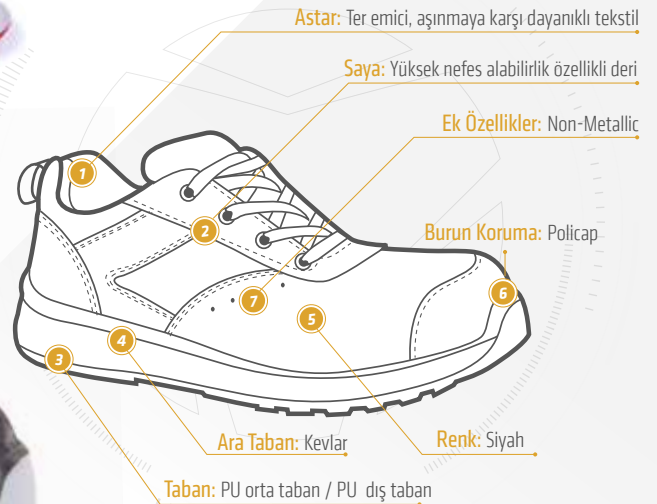 Astar: Ter emici, aşınmaya karşı dayanıklı tekstil
Saya: Yüksek nefes alabilirlik özellikli deri
Ek Özellikler: Non-Metallic
Burun Koruma: Policap
1
2
6
7
5
4
3
Ara Taban: Kevlar
Renk: Siyah
Taban: PU orta taban / PU dış taban